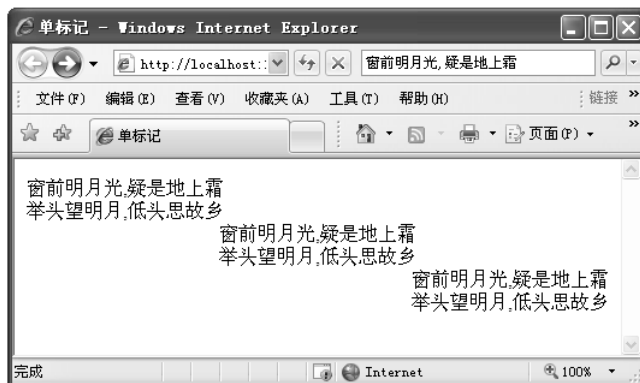 单标记 - Windows Internet Explorer
http://localhost:: 窗前明月光,疑是地上霜
文件(F) 编辑(E) 查看(V) 收藏夹(A) 工具(T) 帮助(H) 链接 »
单标记 页面(P) »
窗前明月光,疑是地上霜
举头望明月,低头思故乡
窗前明月光,疑是地上霜
举头望明月,低头思故乡
窗前明月光,疑是地上霜
举头望明月,低头思故乡
完成 Internet 100%